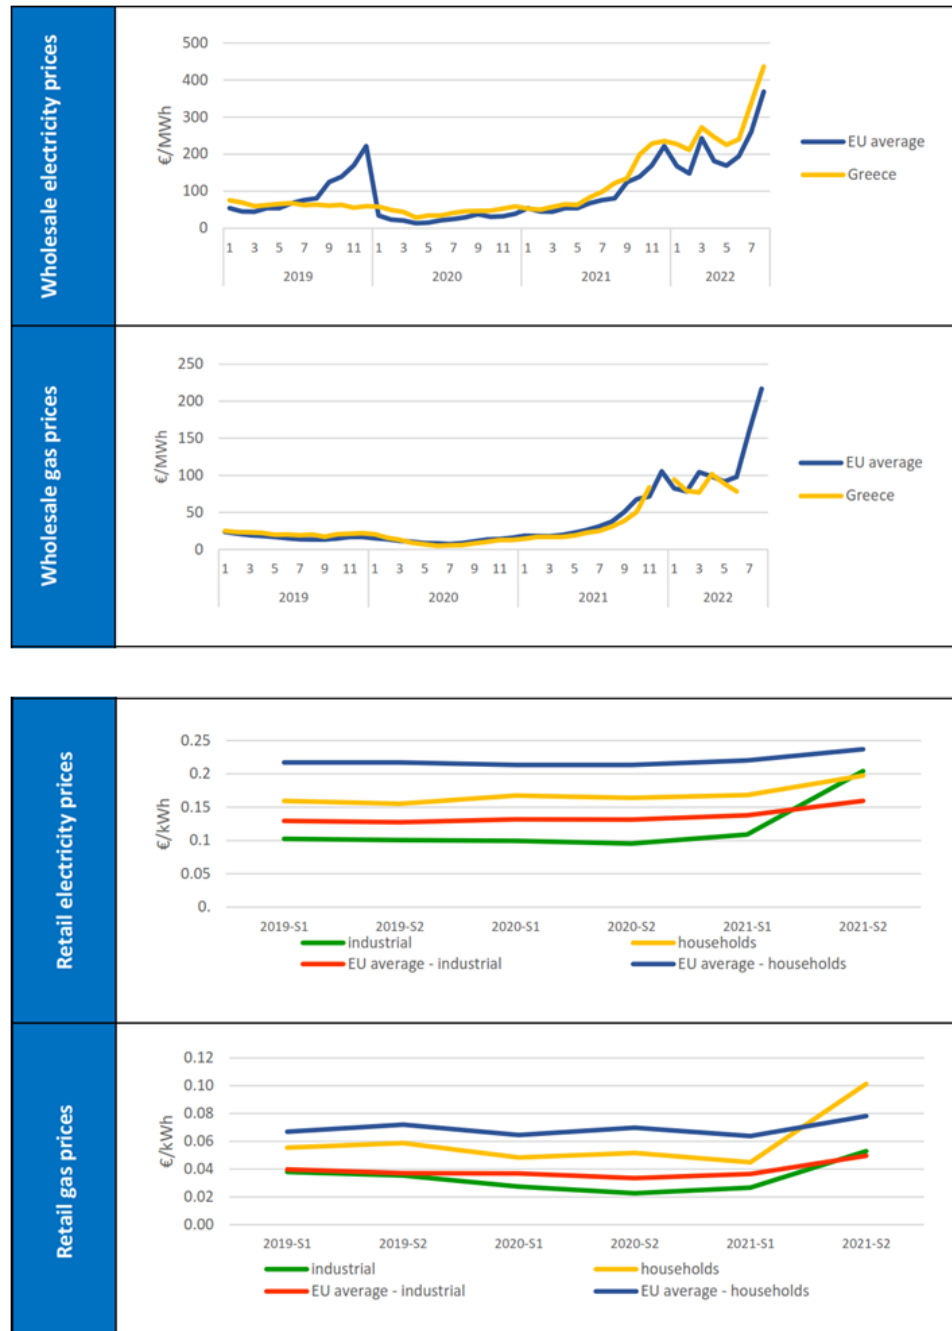 Wholesale electricity prices
€/MWh
500
400
300
200
100
0
1 3 5 7 9 11 1 3 5 7 9 11 1 3 5 7 9 11 1 3 5 7
2019 2020 2021 2022
EU average
Greece
Wholesale gas prices
€/MWh
250
200
150
100
50
0
1 3 5 7 9 11 1 3 5 7 9 11 1 3 5 7 9 11 1 3 5 7
2019 2020 2021 2022
EU average
Greece
Retail electricity prices
€/kWh
0.25
0.2
0.15
0.1
0.05
0.
2019-S1 2019-S2 2020-S1 2020-S2 2021-S1 2021-S2
industrial households
EU average - industrial EU average - households
Retail gas prices
€/kWh
0.12
0.10
0.08
0.06
0.04
0.02
0.00
2019-S1 2019-S2 2020-S1 2020-S2 2021-S1 2021-S2
industrial households
EU average - industrial EU average - households